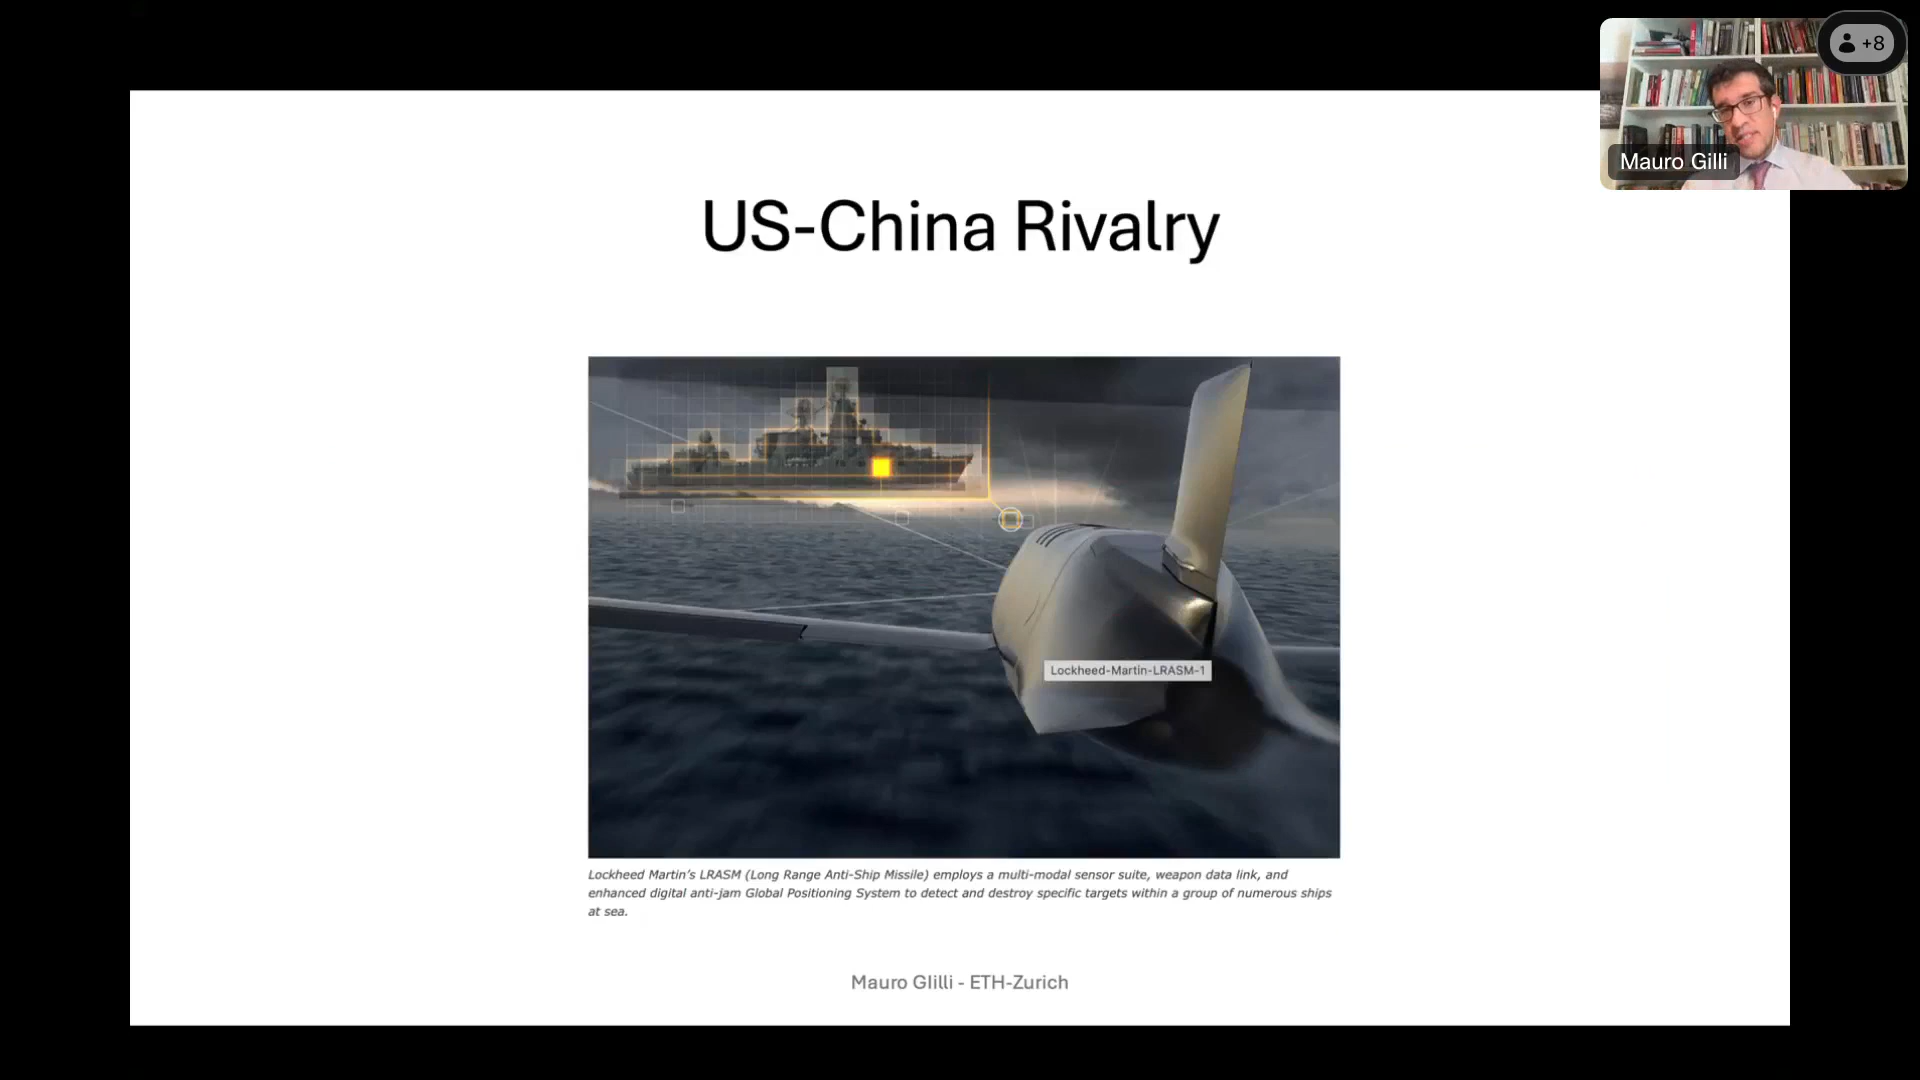 +8
Mauro Gilli
US-China Rivalry
Lockheed-Martin-LRASM-1
Lockheed Martin's LRASM (Long Range Anti-Ship Missile) employs a multi-modal sensor suite, weapon data link, and
enhanced digital anti-jam Global Positioning System to detect and destroy specific targets within a group of numerous ships
at sea.
Mauro GIilli - ETH-Zurich